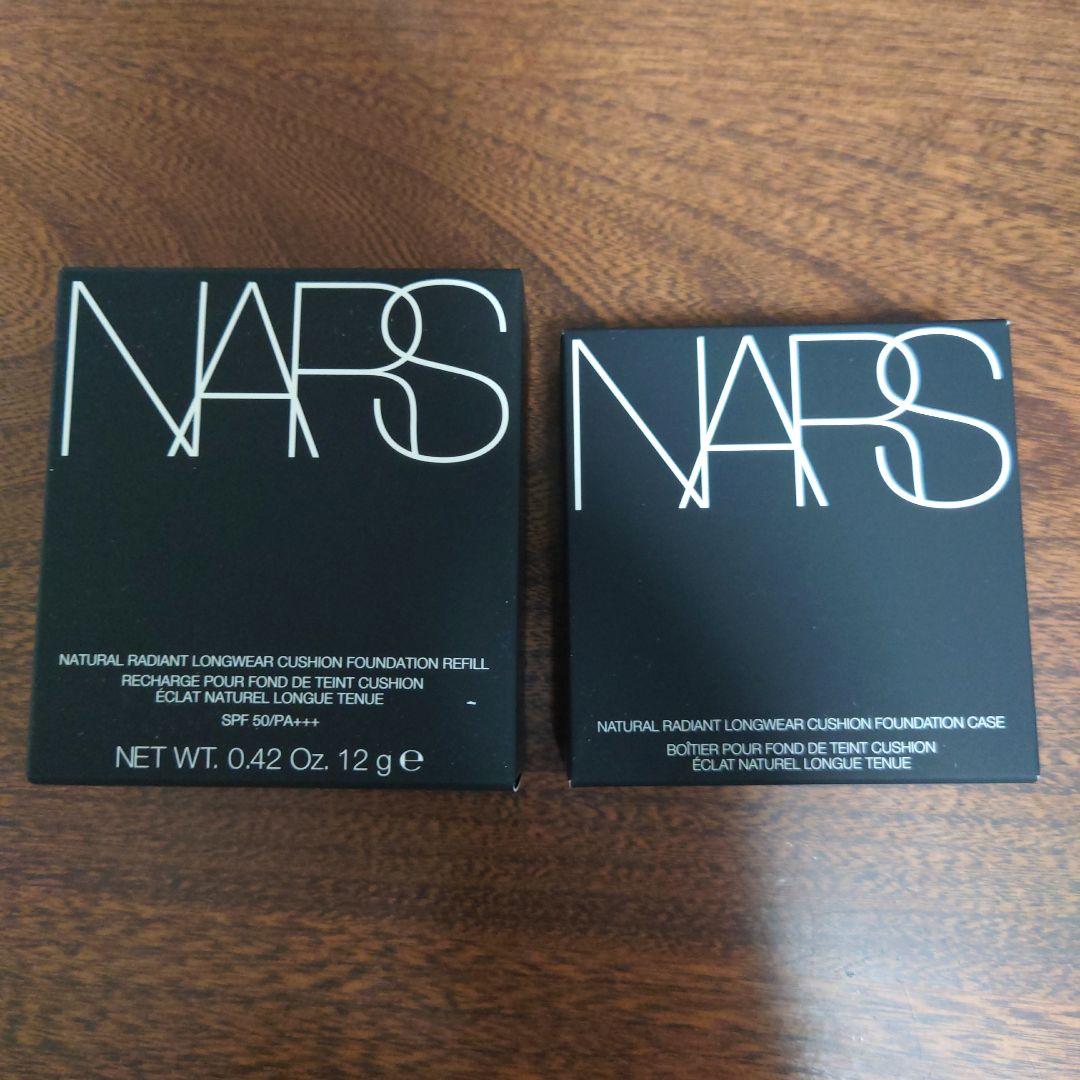 NARS
NATURAL RADIANT LONGWEAR CUSHION FOUNDATION REFILL
RECHARGE POUR FOND DE TEINT CUSHION
ÉCLAT NATUREL LONGUE TENUE
SPF 50/PA+++
NET WT. 0.42 Oz. 12 g ℮
NARS
NATURAL RADIANT LONGWEAR CUSHION FOUNDATION CASE
BOÎTIER POUR FOND DE TEINT CUSHION
ÉCLAT NATUREL LONGUE TENUE